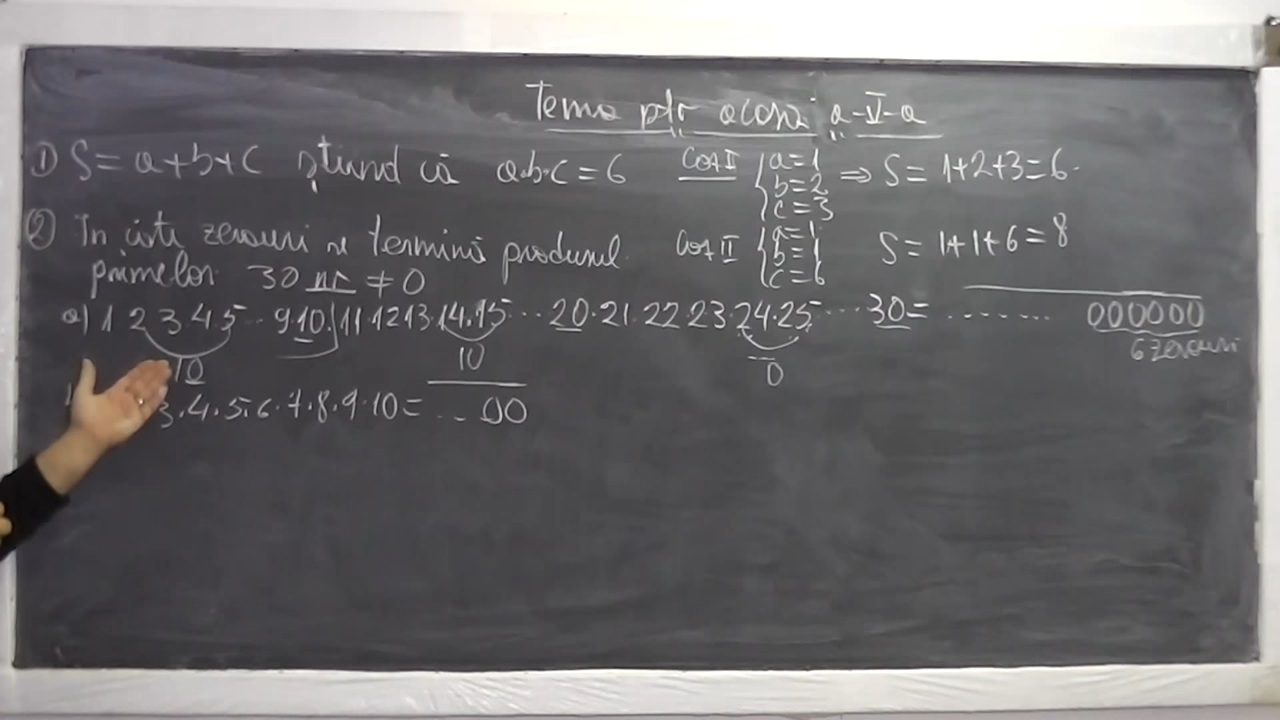 Tema ptr acasă a-V-a
① S = a+b+c știind că a·b·c = 6 Caz I { a=1 b=2 c=3 ⇒ S = 1+2+3=6.
② În câte zerouri se termină produsul Caz II { a=1 b=1 c=6 S = 1+1+6=8
primelor 30 nr ≠ 0
a) 1 2 3 4 5 .. 9·10·11·12·13·14·15 ... 20·21·22·23·24·25 ... 30 = ........ 000000
6 zerouri
10 10 0
3·4·5·6·7·8·9·10= ... 00